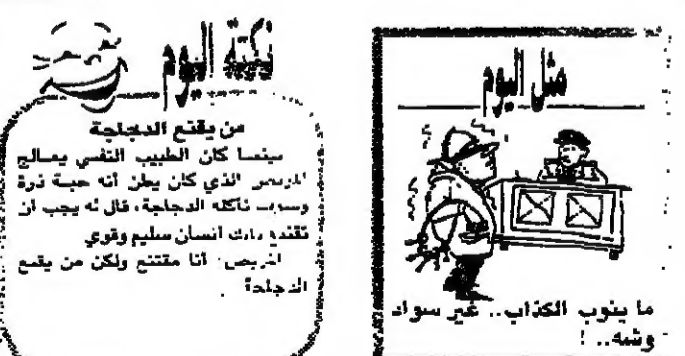 مثل اليوم
ما ينوب الكذاب.. غير سواد
وشه.. !
نكتة اليوم
من يقنع الدجاجة
بينما كان الطبيب النفسي يعالج
المريض الذي كان يظن أنه حبة ذرة
وسوف تأكله الدجاجة، قال له يجب أن
تقتنع بأنك انسان سليم وقوي
المريض: أنا مقتنع ولكن من يقنع
الدجاجة